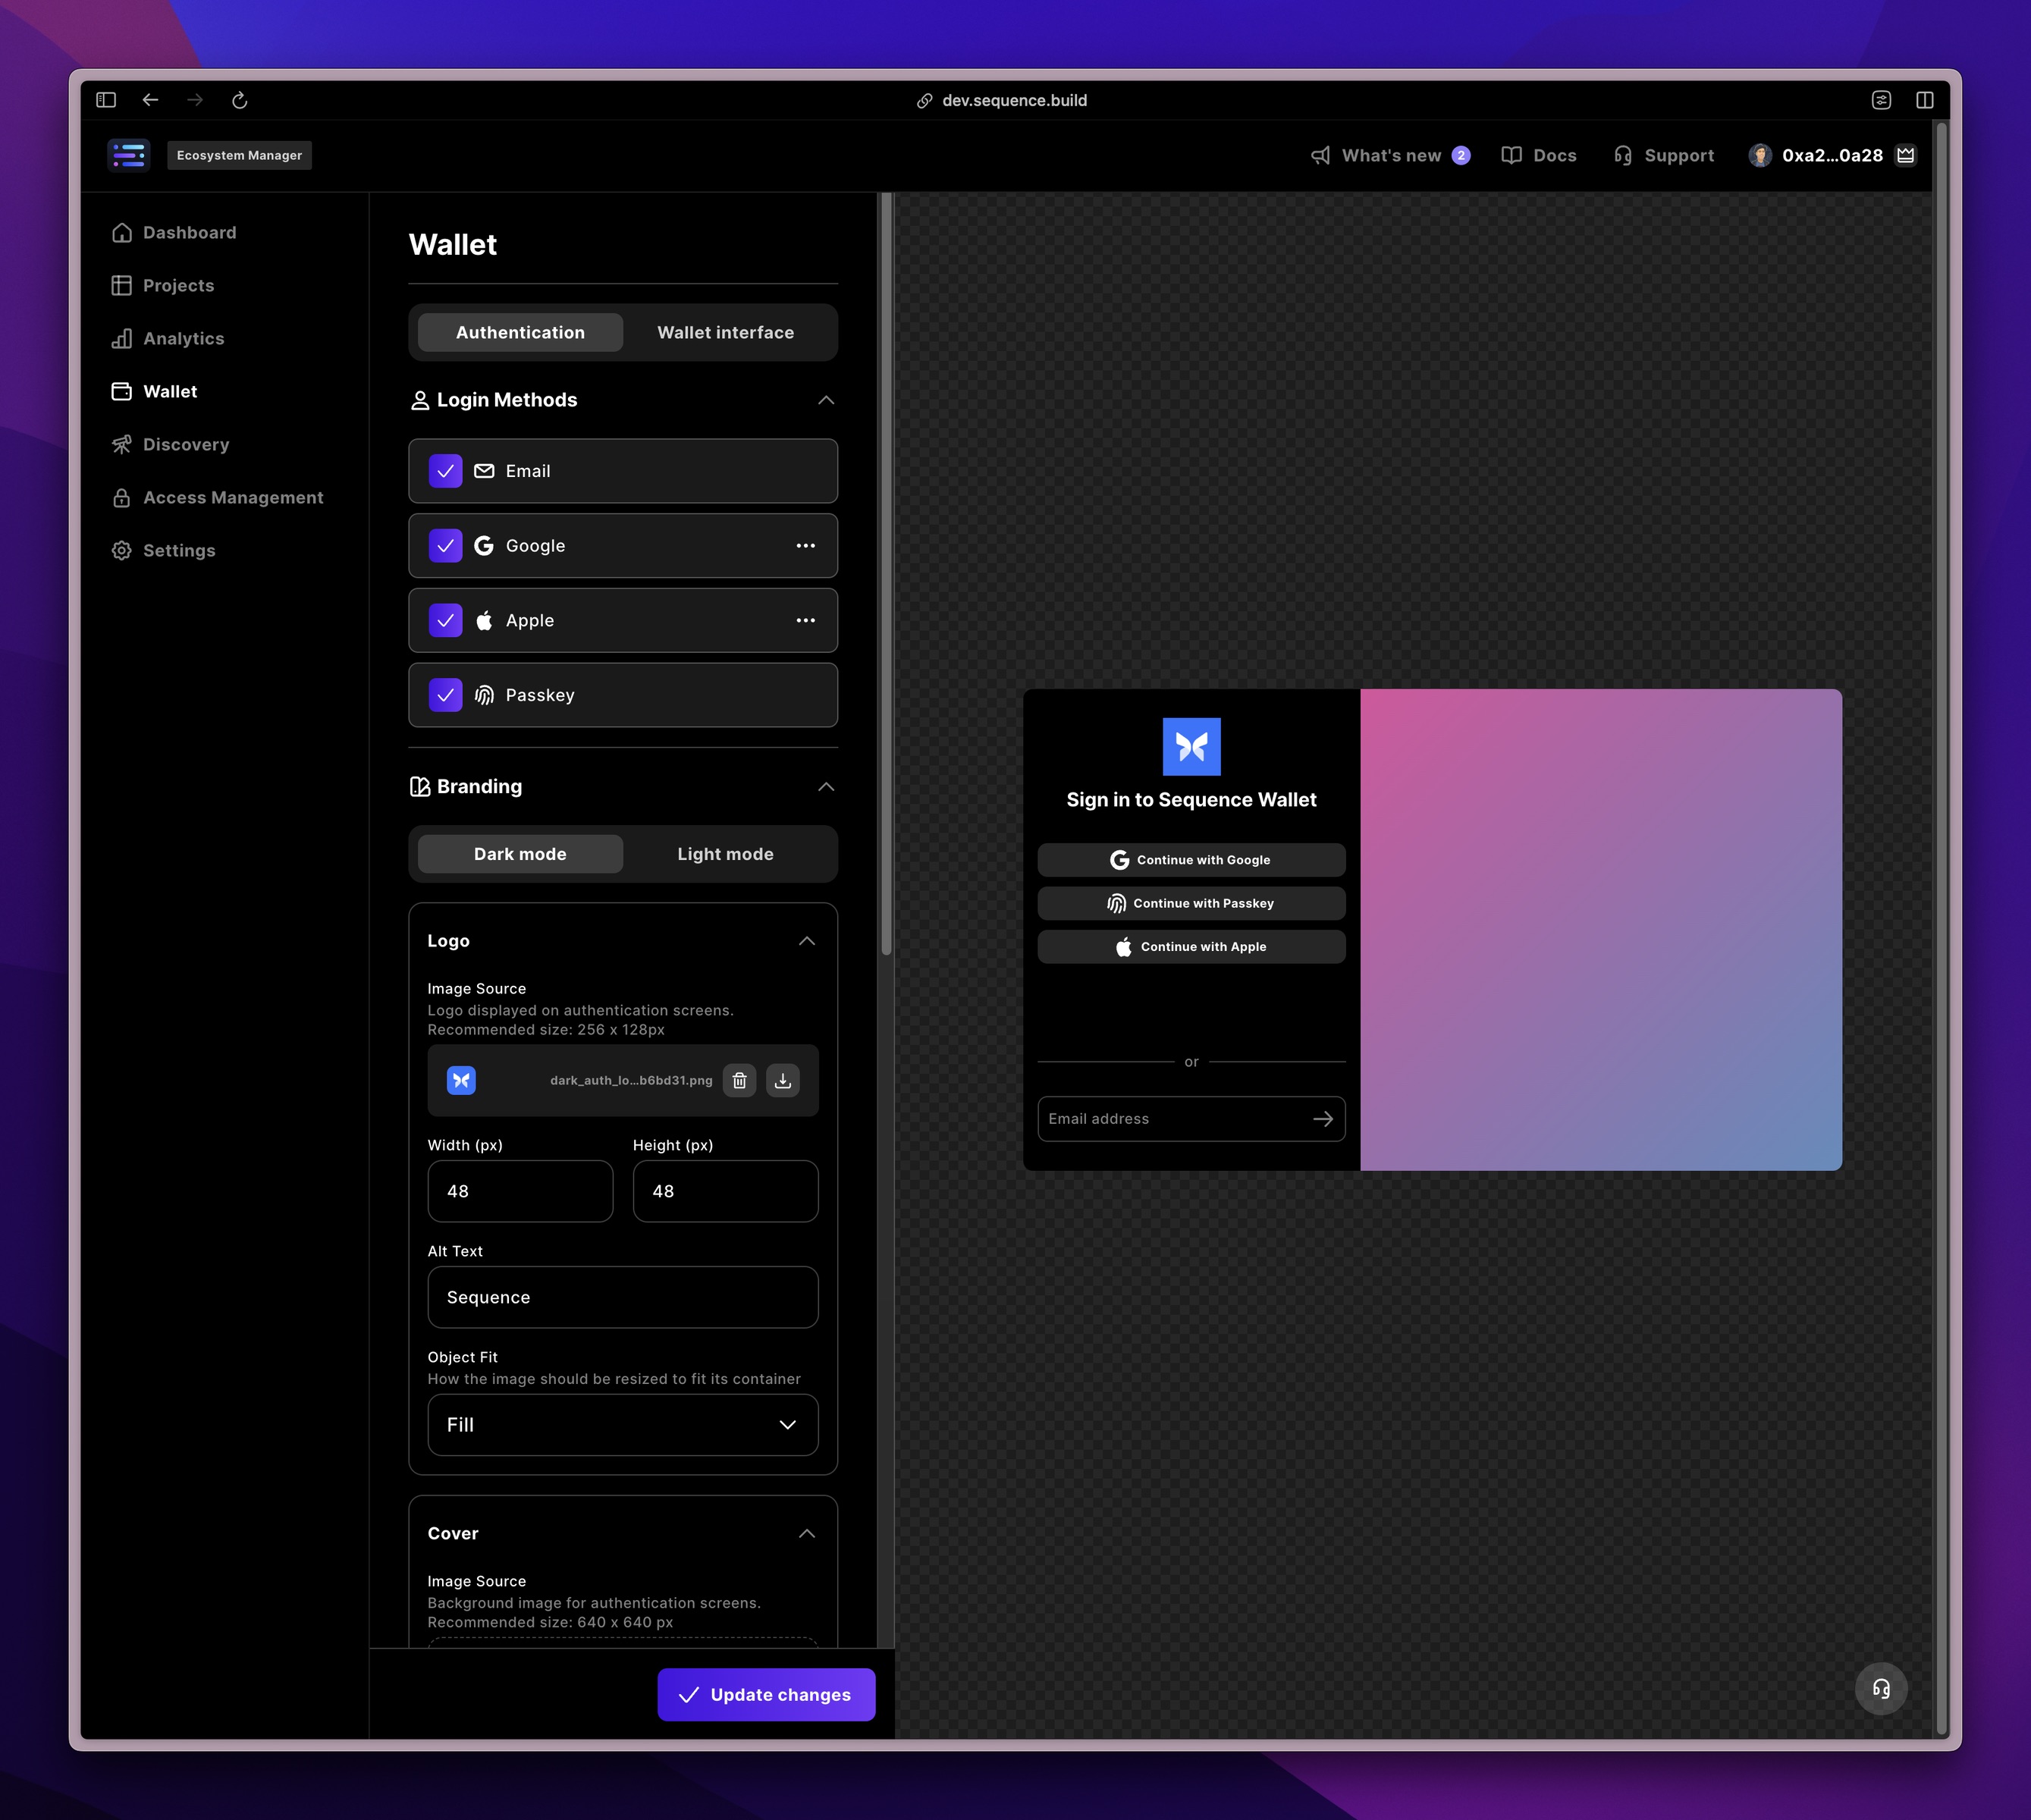 dev.sequence.build
Ecosystem Manager
What's new 2
Docs
Support
0xa2...0a28
Dashboard
Projects
Analytics
Wallet
Discovery
Access Management
Settings
Wallet
Authentication
Wallet interface
Login Methods
Email
Google
Apple
Passkey
Branding
Dark mode
Light mode
Logo
Image Source
Logo displayed on authentication screens.
Recommended size: 256 x 128px
dark_auth_lo...b6bd31.png
Width (px)
Height (px)
48
48
Alt Text
Sequence
Object Fit
How the image should be resized to fit its container
Fill
Cover
Image Source
Background image for authentication screens.
Recommended size: 640 x 640 px
Update changes
Sign in to Sequence Wallet
Continue with Google
Continue with Passkey
Continue with Apple
or
Email address